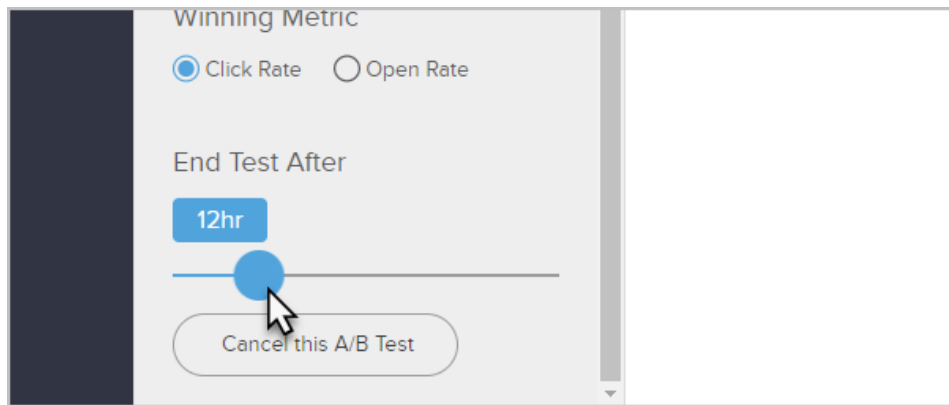 Winning Metric
Click Rate Open Rate
End Test After
12hr
Cancel this A/B Test